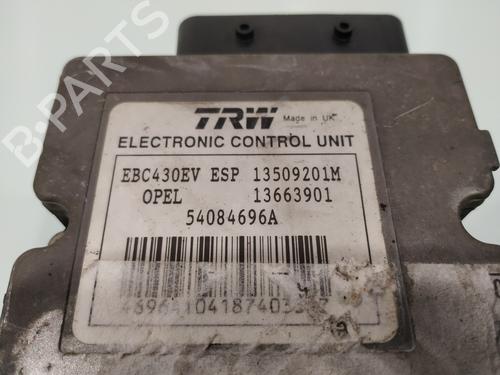 B-PARTS
TRW Made in UK
ELECTRONIC CONTROL UNIT
EBC430EV ESP 13509201M
OPEL 13663901
54084696A